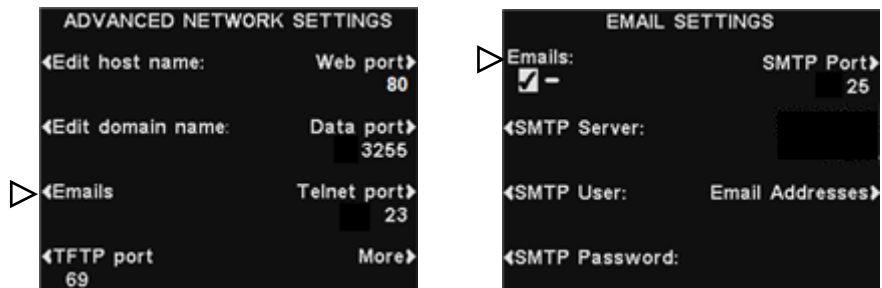 ADVANCED NETWORK SETTINGS
Edit host name: Web port
80
Edit domain name: Data port
3255
Emails Telnet port
23
TFTP port More
69
EMAIL SETTINGS
Emails: SMTP Port
25
SMTP Server:
SMTP User: Email Addresses
SMTP Password: